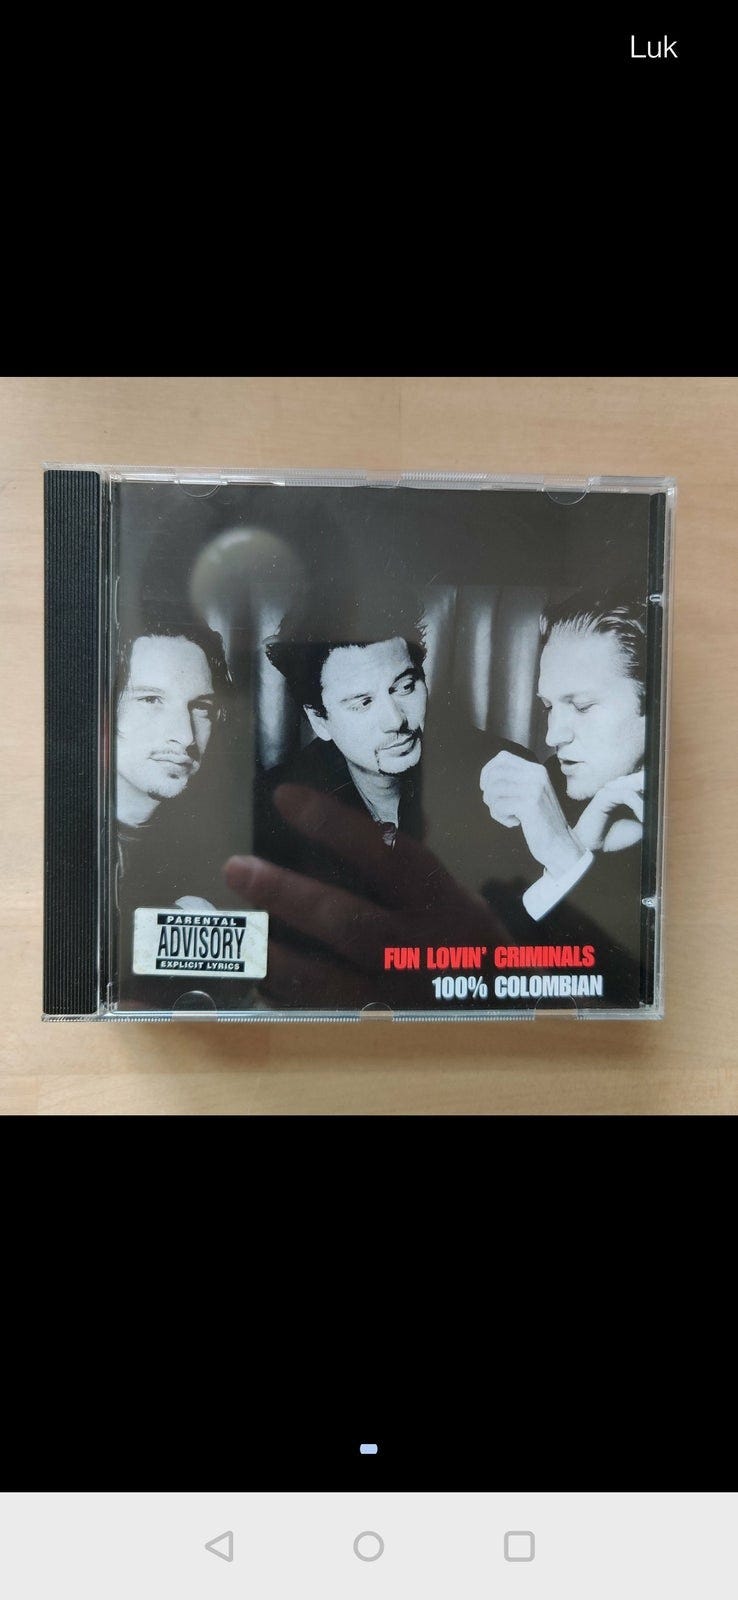 Luk
PARENTAL
ADVISORY
EXPLICIT LYRICS
FUN LOVIN' CRIMINALS
100% COLOMBIAN